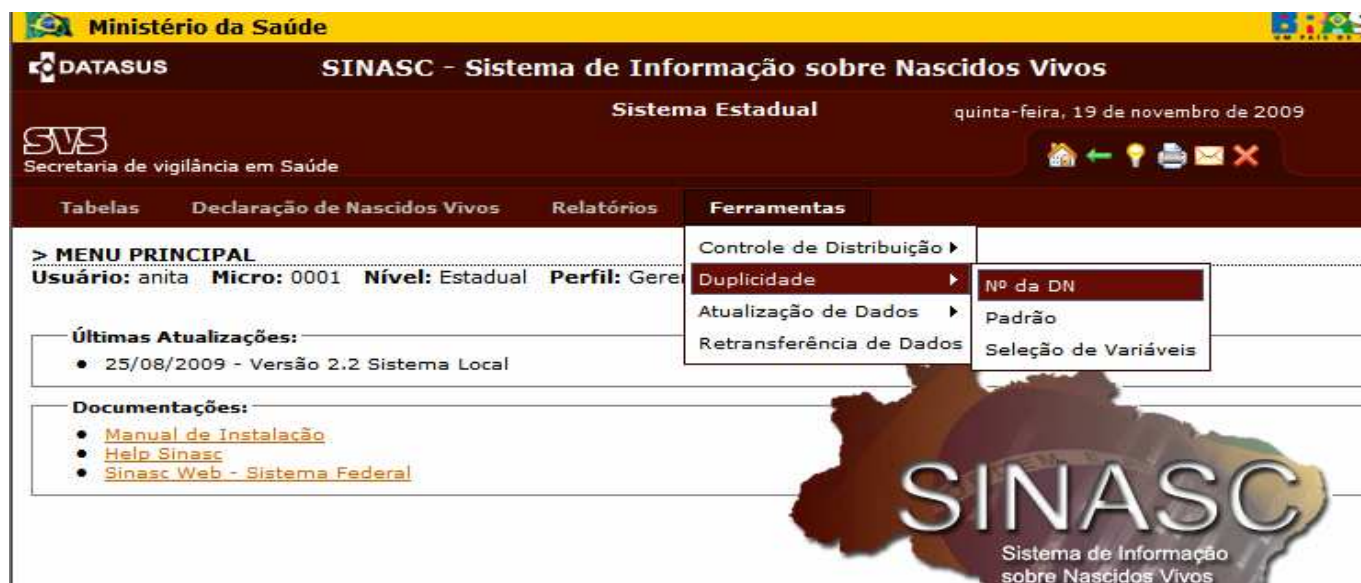 Ministério da Saúde
DATASUS
SINASC - Sistema de Informação sobre Nascidos Vivos
Sistema Estadual
quinta-feira, 19 de novembro de 2009
SVS
Secretaria de vigilância em Saúde
Tabelas Declaração de Nascidos Vivos Relatórios Ferramentas
> MENU PRINCIPAL
Usuário: anita Micro: 0001 Nível: Estadual Perfil: Gere
Controle de Distribuição
Duplicidade
Atualização de Dados
Retransferência de Dados
Nº da DN
Padrão
Seleção de Variáveis
Últimas Atualizações:
• 25/08/2009 - Versão 2.2 Sistema Local
Documentações:
• Manual de Instalação
• Help Sinasc
• Sinasc Web - Sistema Federal
SINASC
Sistema de Informação
sobre Nascidos Vivos